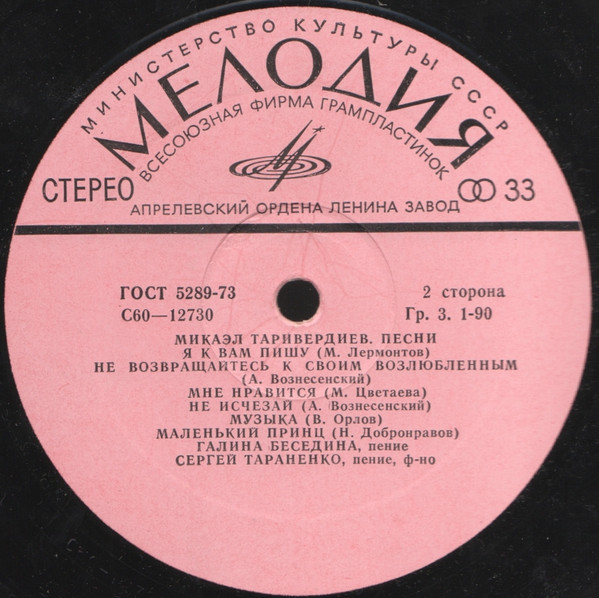 МИНИСТЕРСТВО КУЛЬТУРЫ СССР
МЕЛОДИЯ
ВСЕСОЮЗНАЯ ФИРМА ГРАМПЛАСТИНОК
СТЕРЕО
33
АПРЕЛЕВСКИЙ ОРДЕНА ЛЕНИНА ЗАВОД
ГОСТ 5289-73
2 сторона
С60—12730
Гр. 3. 1-90
МИКАЭЛ ТАРИВЕРДИЕВ. ПЕСНИ
Я К ВАМ ПИШУ (М. Лермонтов)
НЕ ВОЗВРАЩАЙТЕСЬ К СВОИМ ВОЗЛЮБЛЕННЫМ
(А. Вознесенский)
МНЕ НРАВИТСЯ (М. Цветаева)
НЕ ИСЧЕЗАЙ (А. Вознесенский)
МУЗЫКА (В. Орлов)
МАЛЕНЬКИЙ ПРИНЦ (Н. Добронравов)
ГАЛИНА БЕСЕДИНА, пение
СЕРГЕЙ ТАРАНЕНКО, пение, ф-но